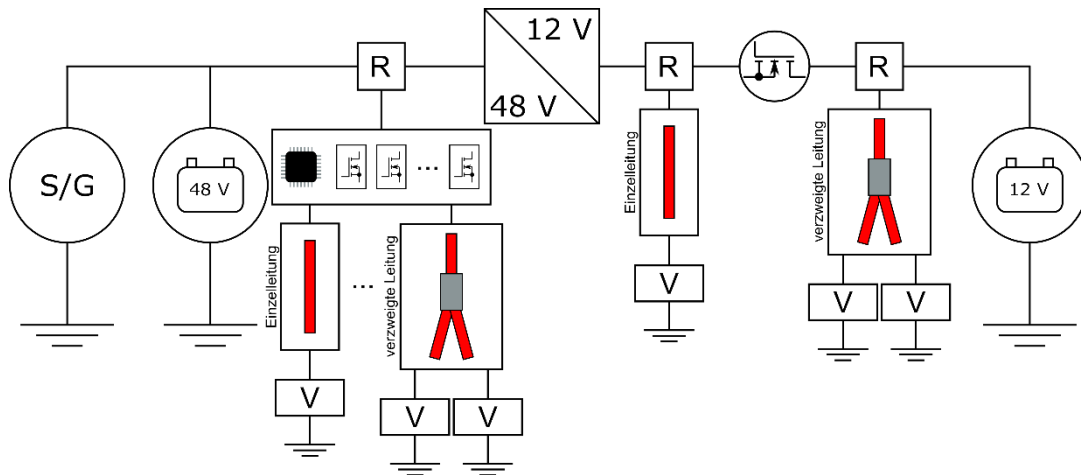 12 V
48 V
R
R
R
S/G
48 V
...
Einzelleitung
...
verzweigte Leitung
V
V
V
Einzelleitung
V
verzweigte Leitung
V
V
12 V